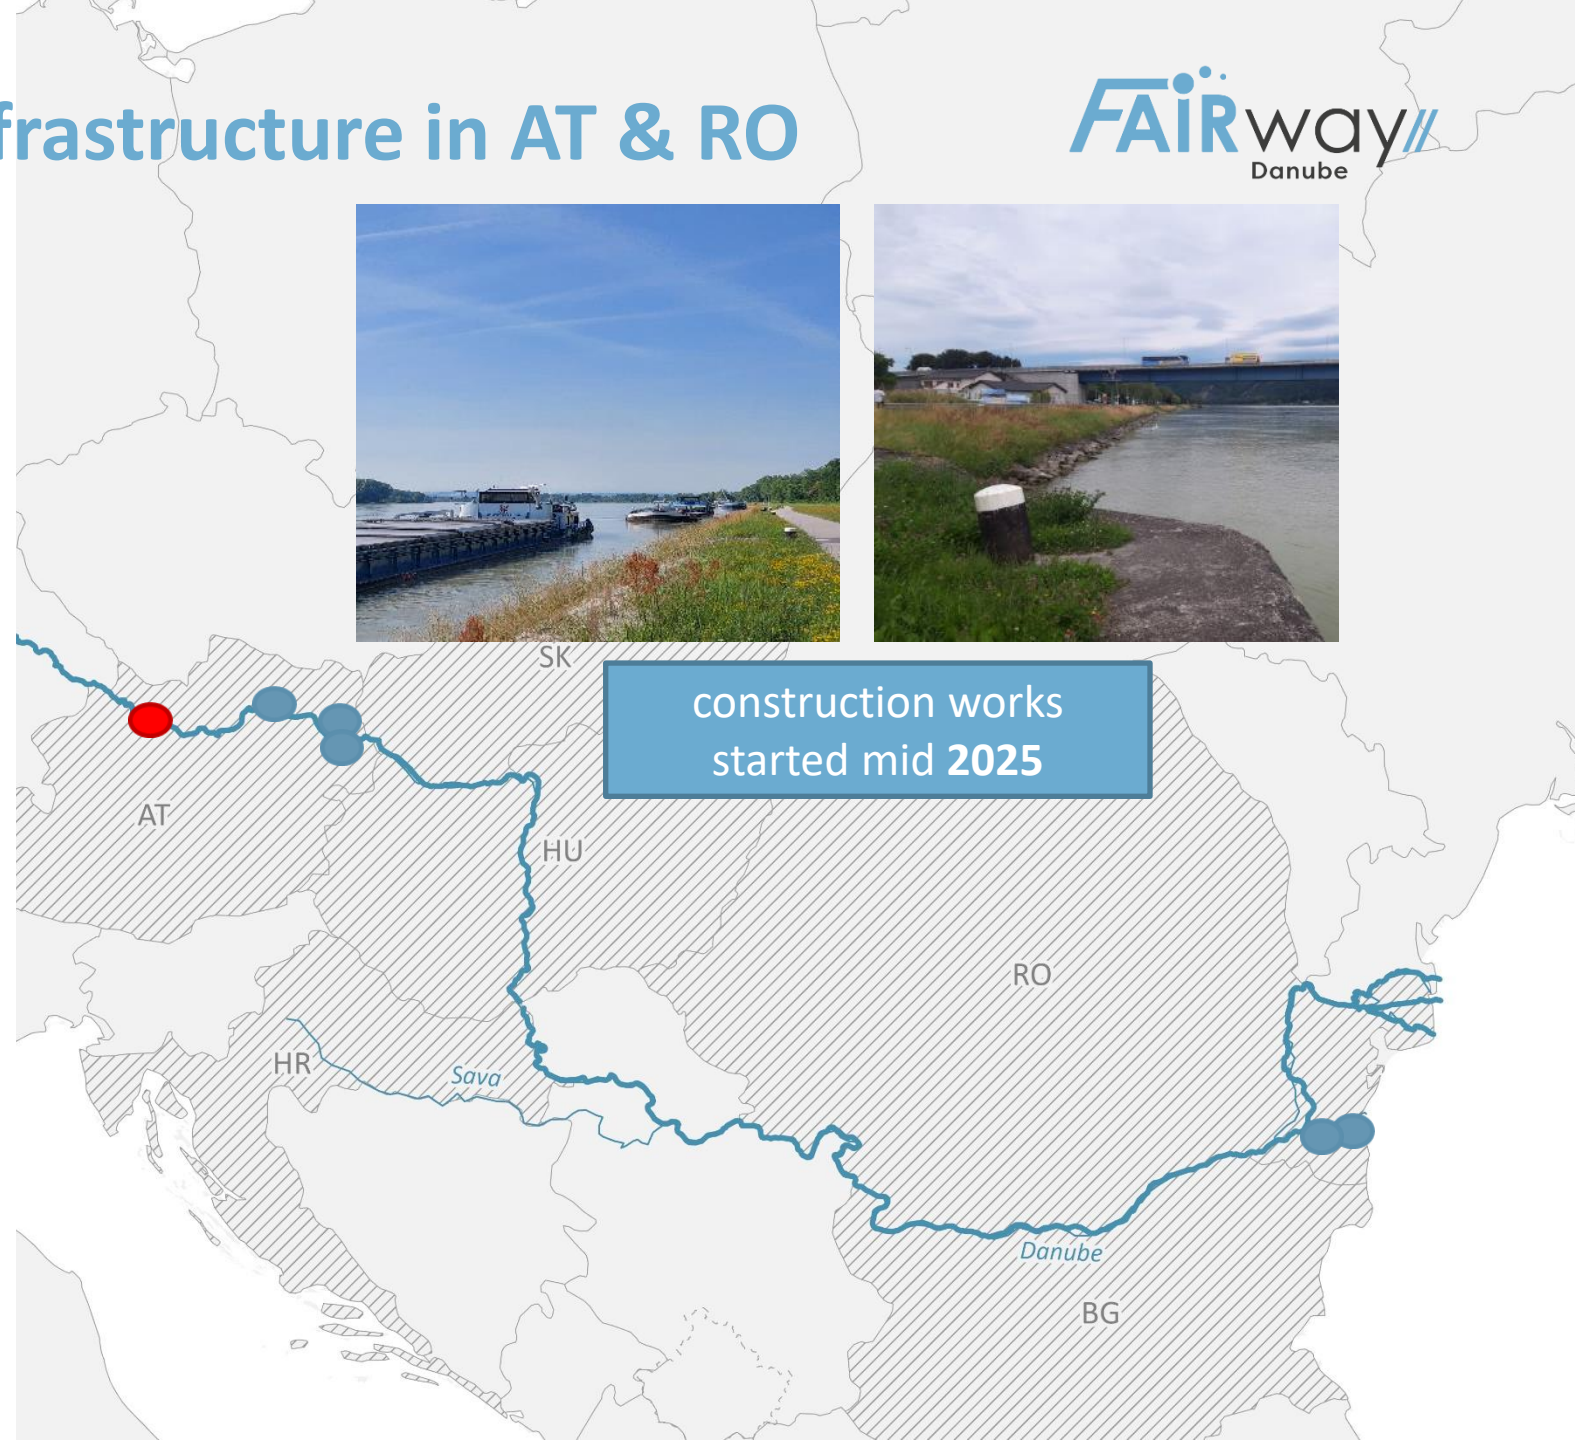 frastructure in AT & RO
FAiRway
Danube
SK
construction works
started mid 2025
AT
HU
RO
HR
Sava
Danube
BG